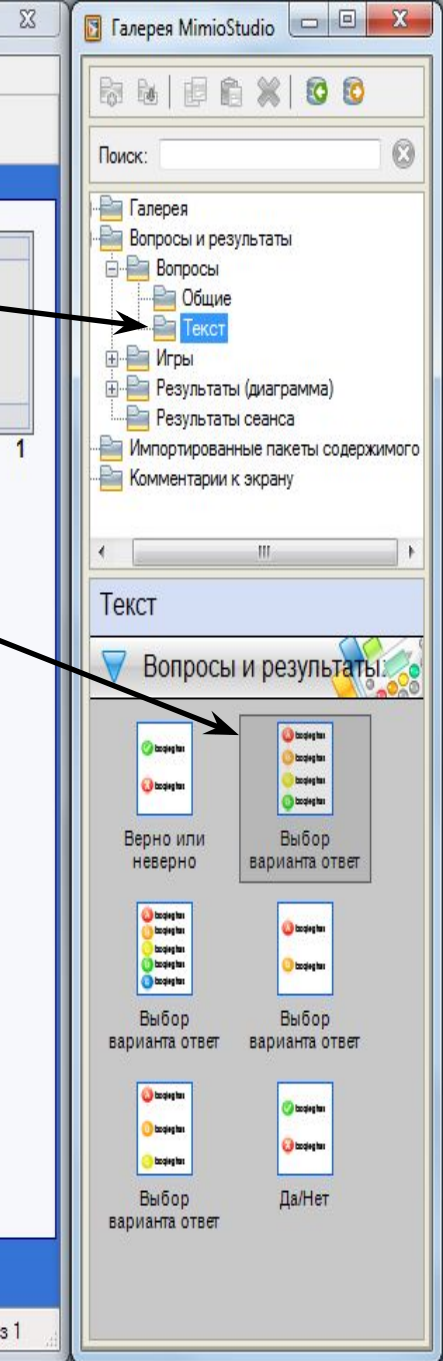 Галерея MimioStudio
Поиск:
Галерея
Вопросы и результаты
Вопросы
Общие
Текст
Игры
Результаты (диаграмма)
Результаты сеанса
Импортированные пакеты содержимого
Комментарии к экрану
1
Текст
Вопросы и результаты:
Верно или
неверно
Выбор
варианта ответ
Выбор
варианта ответ
Выбор
варианта ответ
Выбор
варианта ответ
Да/Нет
з 1